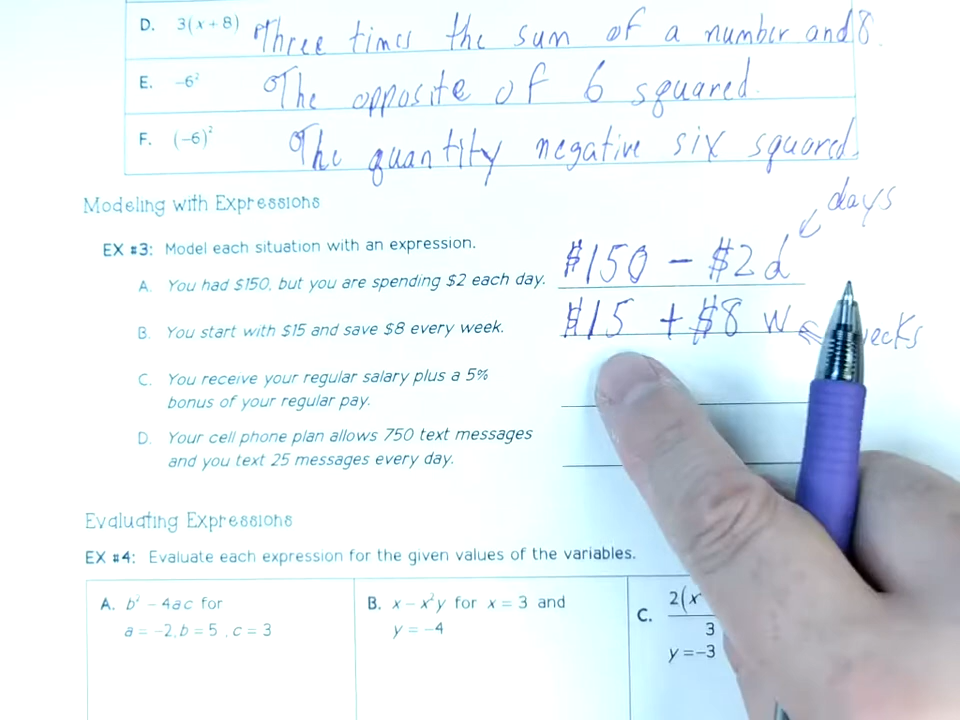 D. 3(x + 8) Three times the sum of a number and 8.
E. -6² The opposite of 6 squared.
F. (-6)² The quantity negative six squared.
Modeling with Expressions
days
EX #3: Model each situation with an expression.
A. You had $150, but you are spending $2 each day. $150 - $2d
B. You start with $15 and save $8 every week. $15 + $8 w
C. You receive your regular salary plus a 5%
bonus of your regular pay.
D. Your cell phone plan allows 750 text messages
and you text 25 messages every day.
Evaluating Expressions
EX #4: Evaluate each expression for the given values of the variables.
A. b² - 4ac for
a = -2, b = 5, c = 3
B. x - x²y for x = 3 and
y = -4
C. 2(x
3
y = -3